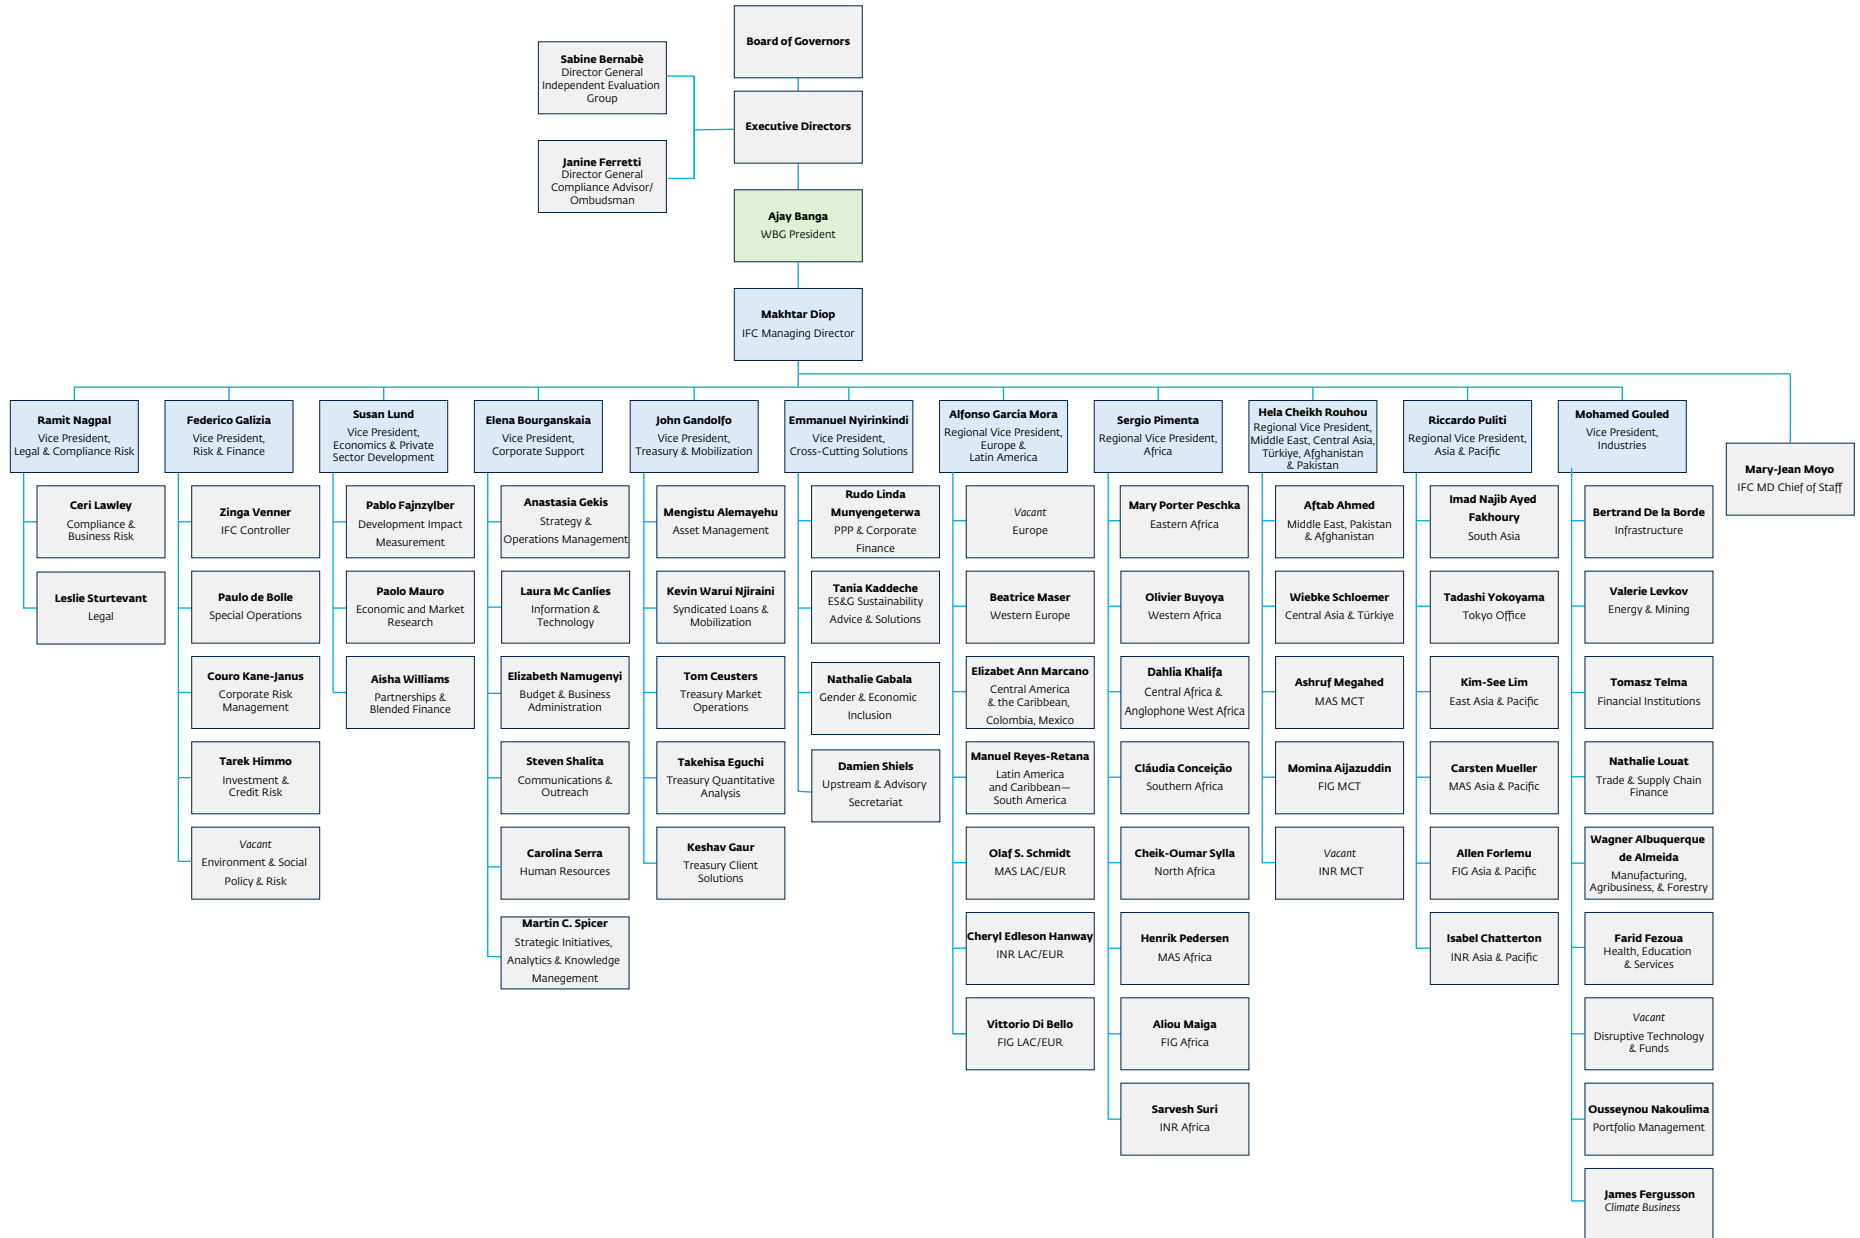 Board of Governors
Sabine Bernabè
Director General
Independent Evaluation
Group
Executive Directors
Janine Ferretti
Director General
Compliance Advisor/
Ombudsman
Ajay Banga
WBG President
Makhtar Diop
IFC Managing Director
Ramit Nagpal
Vice President,
Legal & Compliance Risk
Ceri Lawley
Compliance &
Business Risk
Leslie Sturtevant
Legal
Federico Galizia
Vice President,
Risk & Finance
Zinga Venner
IFC Controller
Paulo de Bolle
Special Operations
Couro Kane-Janus
Corporate Risk
Management
Tarek Himmo
Investment &
Credit Risk
Vacant
Environment & Social
Policy & Risk
Susan Lund
Vice President,
Economics & Private
Sector Development
Pablo Fajnzylber
Development Impact
Measurement
Paolo Mauro
Economic and Market
Research
Aisha Williams
Partnerships &
Blended Finance
Elena Bourganskaia
Vice President,
Corporate Support
Anastasia Gekis
Strategy &
Operations Management
Laura Mc Canlies
Information &
Technology
Elizabeth Namugenyi
Budget & Business
Administration
Steven Shalita
Communications &
Outreach
Carolina Serra
Human Resources
Martin C. Spicer
Strategic Initiatives,
Analytics & Knowledge
Manegement
John Gandolfo
Vice President,
Treasury & Mobilization
Mengistu Alemayehu
Asset Management
Kevin Warui Njiraini
Syndicated Loans &
Mobilization
Tom Ceusters
Treasury Market
Operations
Takehisa Eguchi
Treasury Quantitative
Analysis
Keshav Gaur
Treasury Client
Solutions
Emmanuel Nyirinkindi
Vice President,
Cross-Cutting Solutions
Rudo Linda
Munyengeterwa
PPP & Corporate
Finance
Tania Kaddeche
ES&G Sustainability
Advice & Solutions
Nathalie Gabala
Gender & Economic
Inclusion
Damien Shiels
Upstream & Advisory
Secretariat
Alfonso Garcia Mora
Regional Vice President,
Europe &
Latin America
Vacant
Europe
Beatrice Maser
Western Europe
Elizabet Ann Marcano
Central America
& the Caribbean,
Colombia, Mexico
Manuel Reyes-Retana
Latin America
and Caribbean—
South America
Olaf S. Schmidt
MAS LAC/EUR
Cheryl Edleson Hanway
INR LAC/EUR
Vittorio Di Bello
FIG LAC/EUR
Sergio Pimenta
Regional Vice President,
Africa
Mary Porter Peschka
Eastern Africa
Olivier Buyoya
Western Africa
Dahlia Khalifa
Central Africa &
Anglophone West Africa
Cláudia Conceição
Southern Africa
Cheik-Oumar Sylla
North Africa
Henrik Pedersen
MAS Africa
Aliou Maiga
FIG Africa
Sarvesh Suri
INR Africa
Hela Cheikh Rouhou
Regional Vice President,
Middle East, Central Asia,
Türkiye, Afghanistan
& Pakistan
Aftab Ahmed
Middle East, Pakistan
& Afghanistan
Wiebke Schloemer
Central Asia & Türkiye
Ashruf Megahed
MAS MCT
Momina Aijazuddin
FIG MCT
Vacant
INR MCT
Riccardo Puliti
Regional Vice President,
Asia & Pacific
Imad Najib Ayed
Fakhoury
South Asia
Tadashi Yokoyama
Tokyo Office
Kim-See Lim
East Asia & Pacific
Carsten Mueller
MAS Asia & Pacific
Allen Forlemu
FIG Asia & Pacific
Isabel Chatterton
INR Asia & Pacific
Mohamed Gouled
Vice President,
Industries
Bertrand De la Borde
Infrastructure
Valerie Levkov
Energy & Mining
Tomasz Telma
Financial Institutions
Nathalie Louat
Trade & Supply Chain
Finance
Wagner Albuquerque
de Almeida
Manufacturing,
Agribusiness, & Forestry
Farid Fezoua
Health, Education
& Services
Vacant
Disruptive Technology
& Funds
Ousseynou Nakoulima
Portfolio Management
James Fergusson
Climate Business
Mary-Jean Moyo
IFC MD Chief of Staff